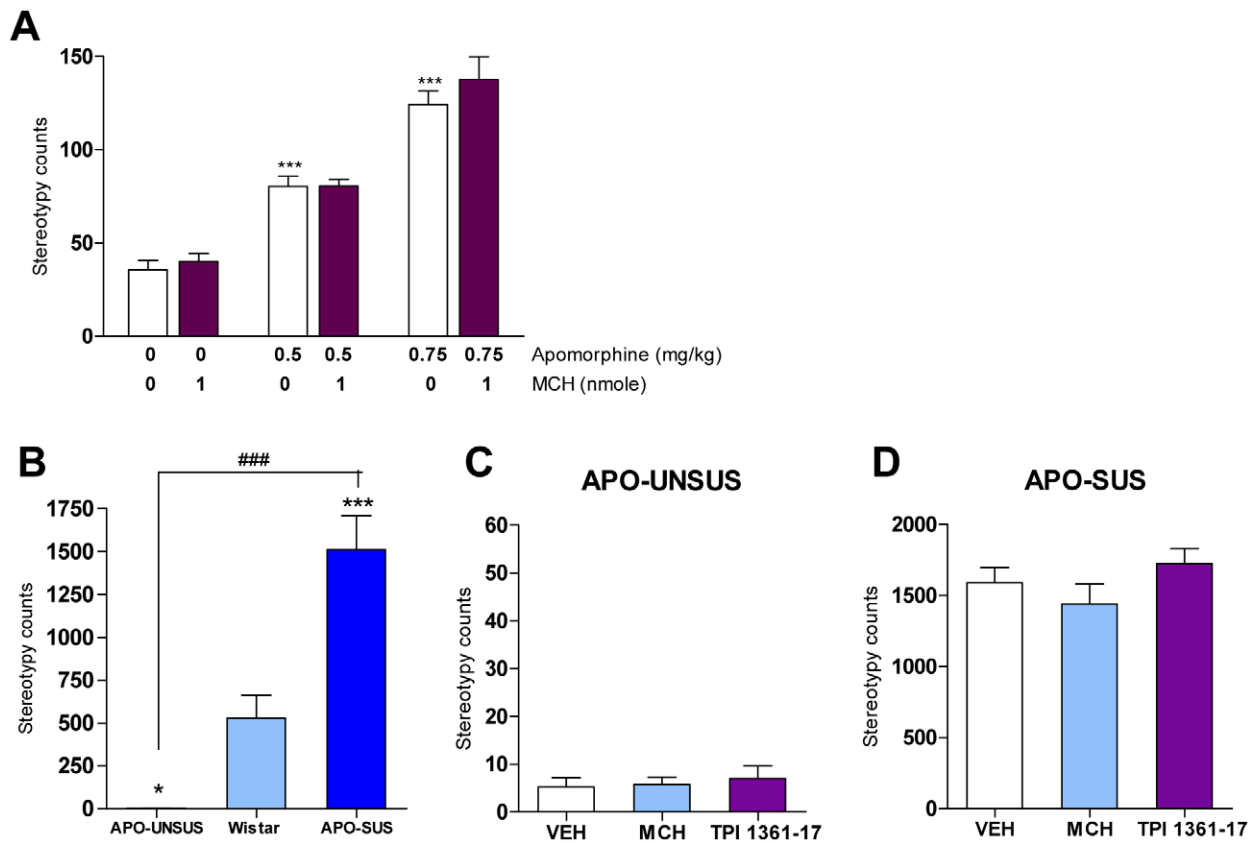 A
Stereotypy counts
150
100
50
0
***
***
0 0 0.5 0.5 0.75 0.75 Apomorphine (mg/kg)
0 1 0 1 0 1 MCH (nmole)
B
###
Stereotypy counts
1750
1500
1250
1000
750
500
250
0
*
***
APO-UNSUS Wistar APO-SUS
C
APO-UNSUS
Stereotypy counts
60
50
40
30
20
10
0
VEH MCH TPI 1361-17
D
APO-SUS
Stereotypy counts
2000
1500
1000
500
0
VEH MCH TPI 1361-17